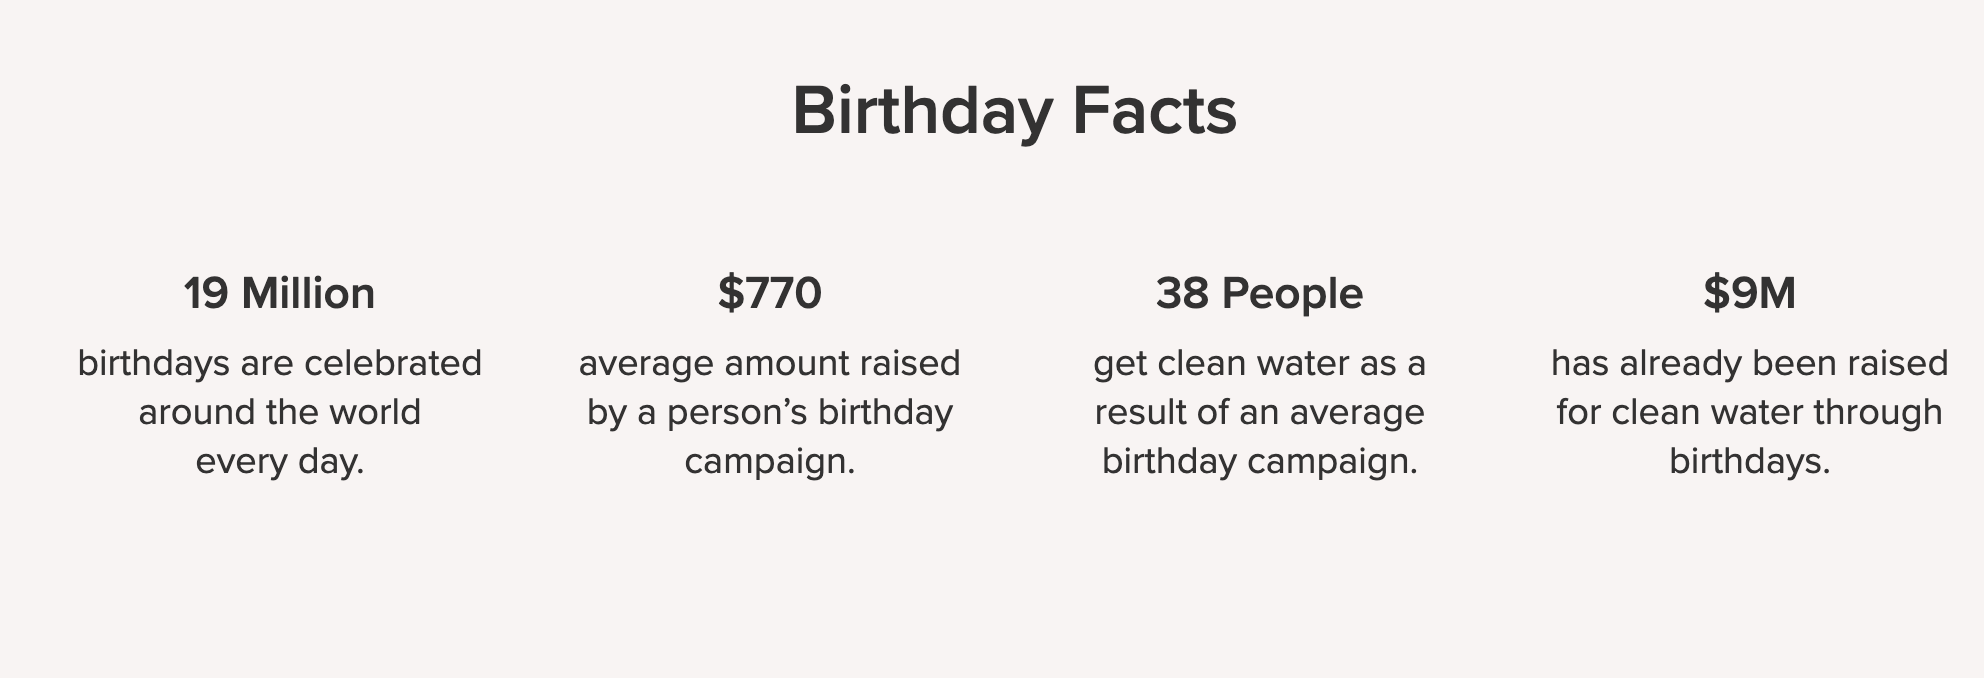 Birthday Facts
19 Million
birthdays are celebrated
around the world
every day.
$770
average amount raised
by a person’s birthday
campaign.
38 People
get clean water as a
result of an average
birthday campaign.
$9M
has already been raised
for clean water through
birthdays.